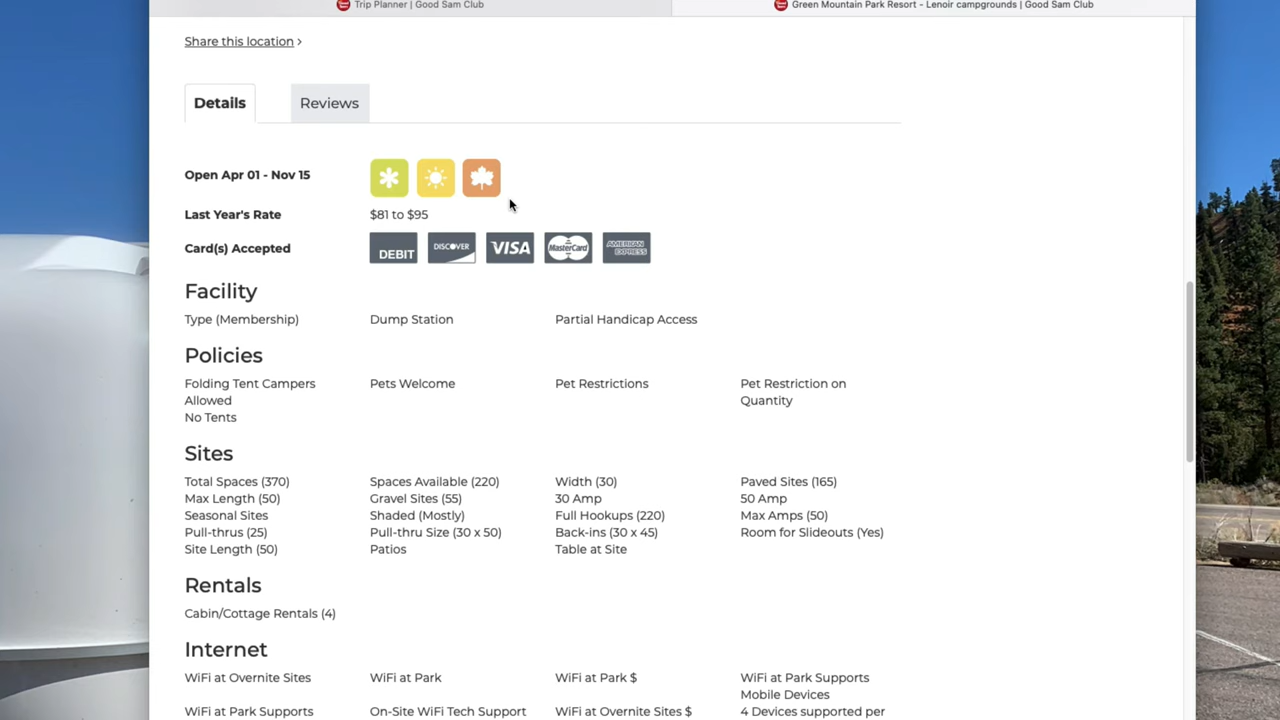 Trip Planner | Good Sam Club
Green Mountain Park Resort - Lenoir campgrounds | Good Sam Club
Share this location ›
Details
Reviews
Open Apr 01 - Nov 15
Last Year's Rate
$81 to $95
Card(s) Accepted
DEBIT
DISCOVER
VISA
MasterCard
AMERICAN EXPRESS
Facility
Type (Membership)
Dump Station
Partial Handicap Access
Policies
Folding Tent Campers
Allowed
Pets Welcome
Pet Restrictions
Pet Restriction on
Quantity
No Tents
Sites
Total Spaces (370)
Spaces Available (220)
Width (30)
Paved Sites (165)
Max Length (50)
Gravel Sites (55)
30 Amp
50 Amp
Seasonal Sites
Shaded (Mostly)
Full Hookups (220)
Max Amps (50)
Pull-thrus (25)
Pull-thru Size (30 x 50)
Back-ins (30 x 45)
Room for Slideouts (Yes)
Site Length (50)
Patios
Table at Site
Rentals
Cabin/Cottage Rentals (4)
Internet
WiFi at Overnite Sites
WiFi at Park
WiFi at Park $
WiFi at Park Supports
Mobile Devices
WiFi at Park Supports
On-Site WiFi Tech Support
WiFi at Overnite Sites $
4 Devices supported per